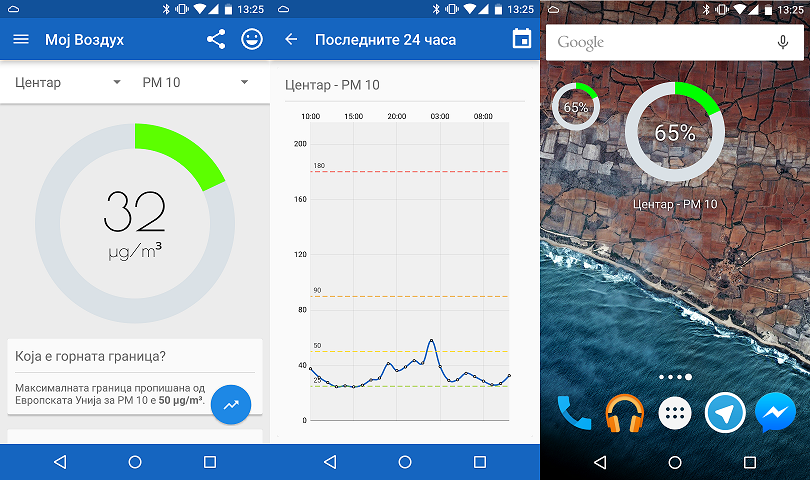 13:25
Мој Воздух
Центар
PM 10
32
µg/m³
Која е горната граница?
Максималната граница пропишана од
Европската Унија за PM 10 е 50 µg/m³.
13:25
Последните 24 часа
Центар - PM 10
10:00 15:00 20:00 03:00 08:00
200
180
160
120
90
80
50
40
25
0
13:25
Google
65%
65%
Центар - PM 10